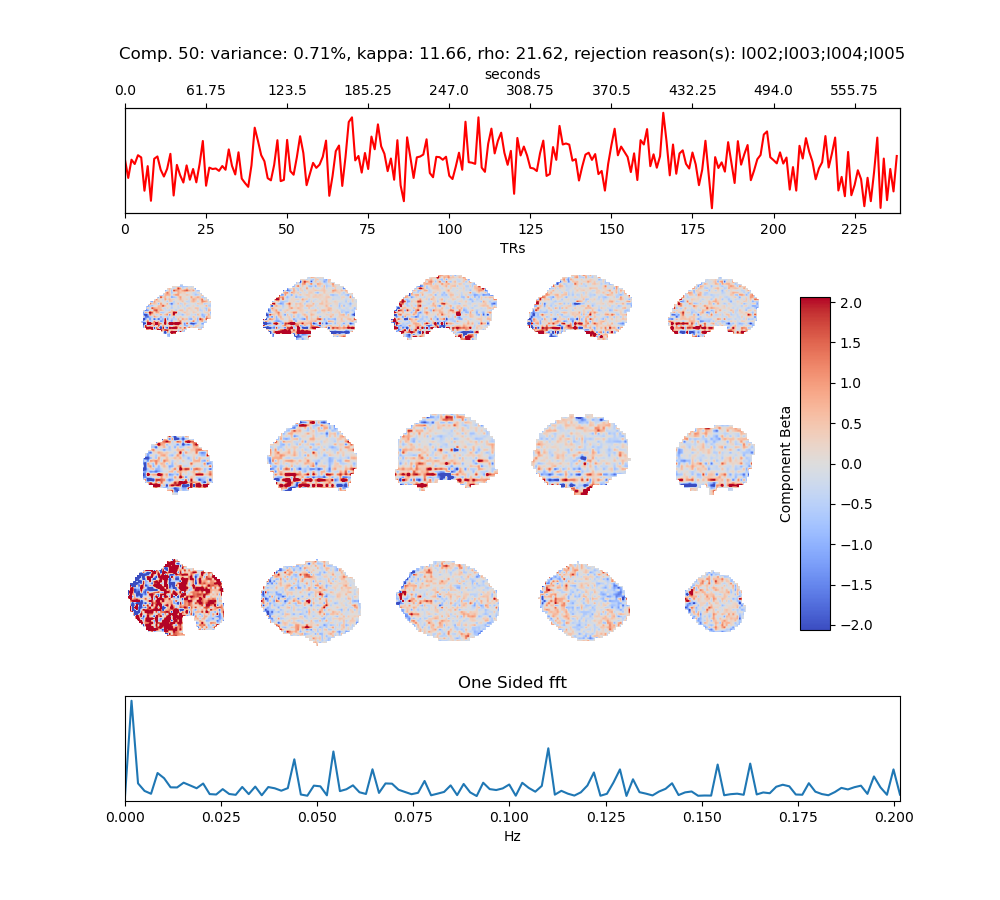 Comp. 50: variance: 0.71%, kappa: 11.66, rho: 21.62, rejection reason(s): I002;I003;I004;I005
seconds
0.0 61.75 123.5 185.25 247.0 308.75 370.5 432.25 494.0 555.75
0 25 50 75 100 125 150 175 200 225
TRs
2.0
1.5
1.0
0.5
0.0
−0.5
−1.0
−1.5
−2.0
Component Beta
One Sided fft
0.000 0.025 0.050 0.075 0.100 0.125 0.150 0.175 0.200
Hz